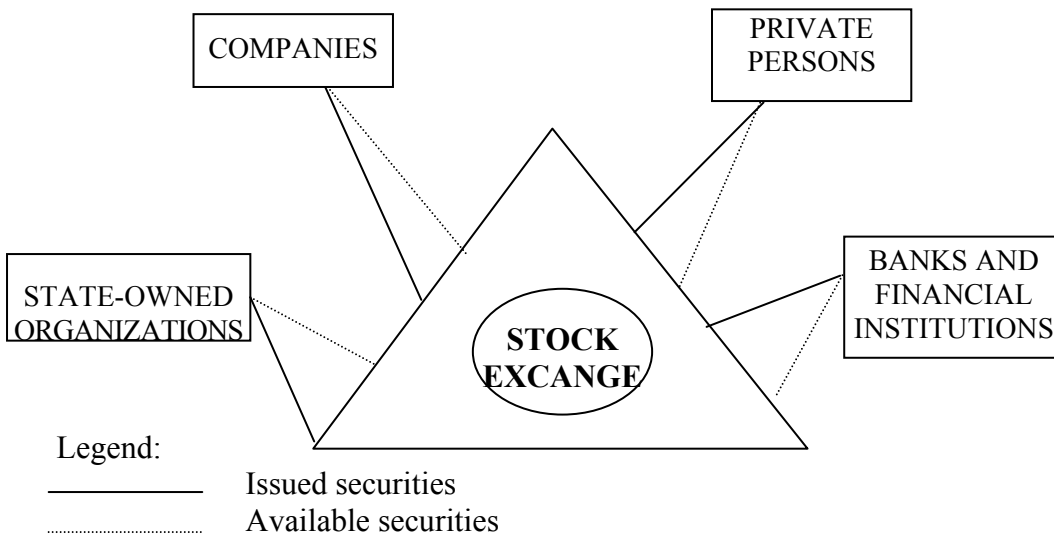 COMPANIES
PRIVATE
PERSONS
STATE-OWNED
ORGANIZATIONS
BANKS AND
FINANCIAL
INSTITUTIONS
STOCK
EXCANGE
Legend:
Issued securities
Available securities